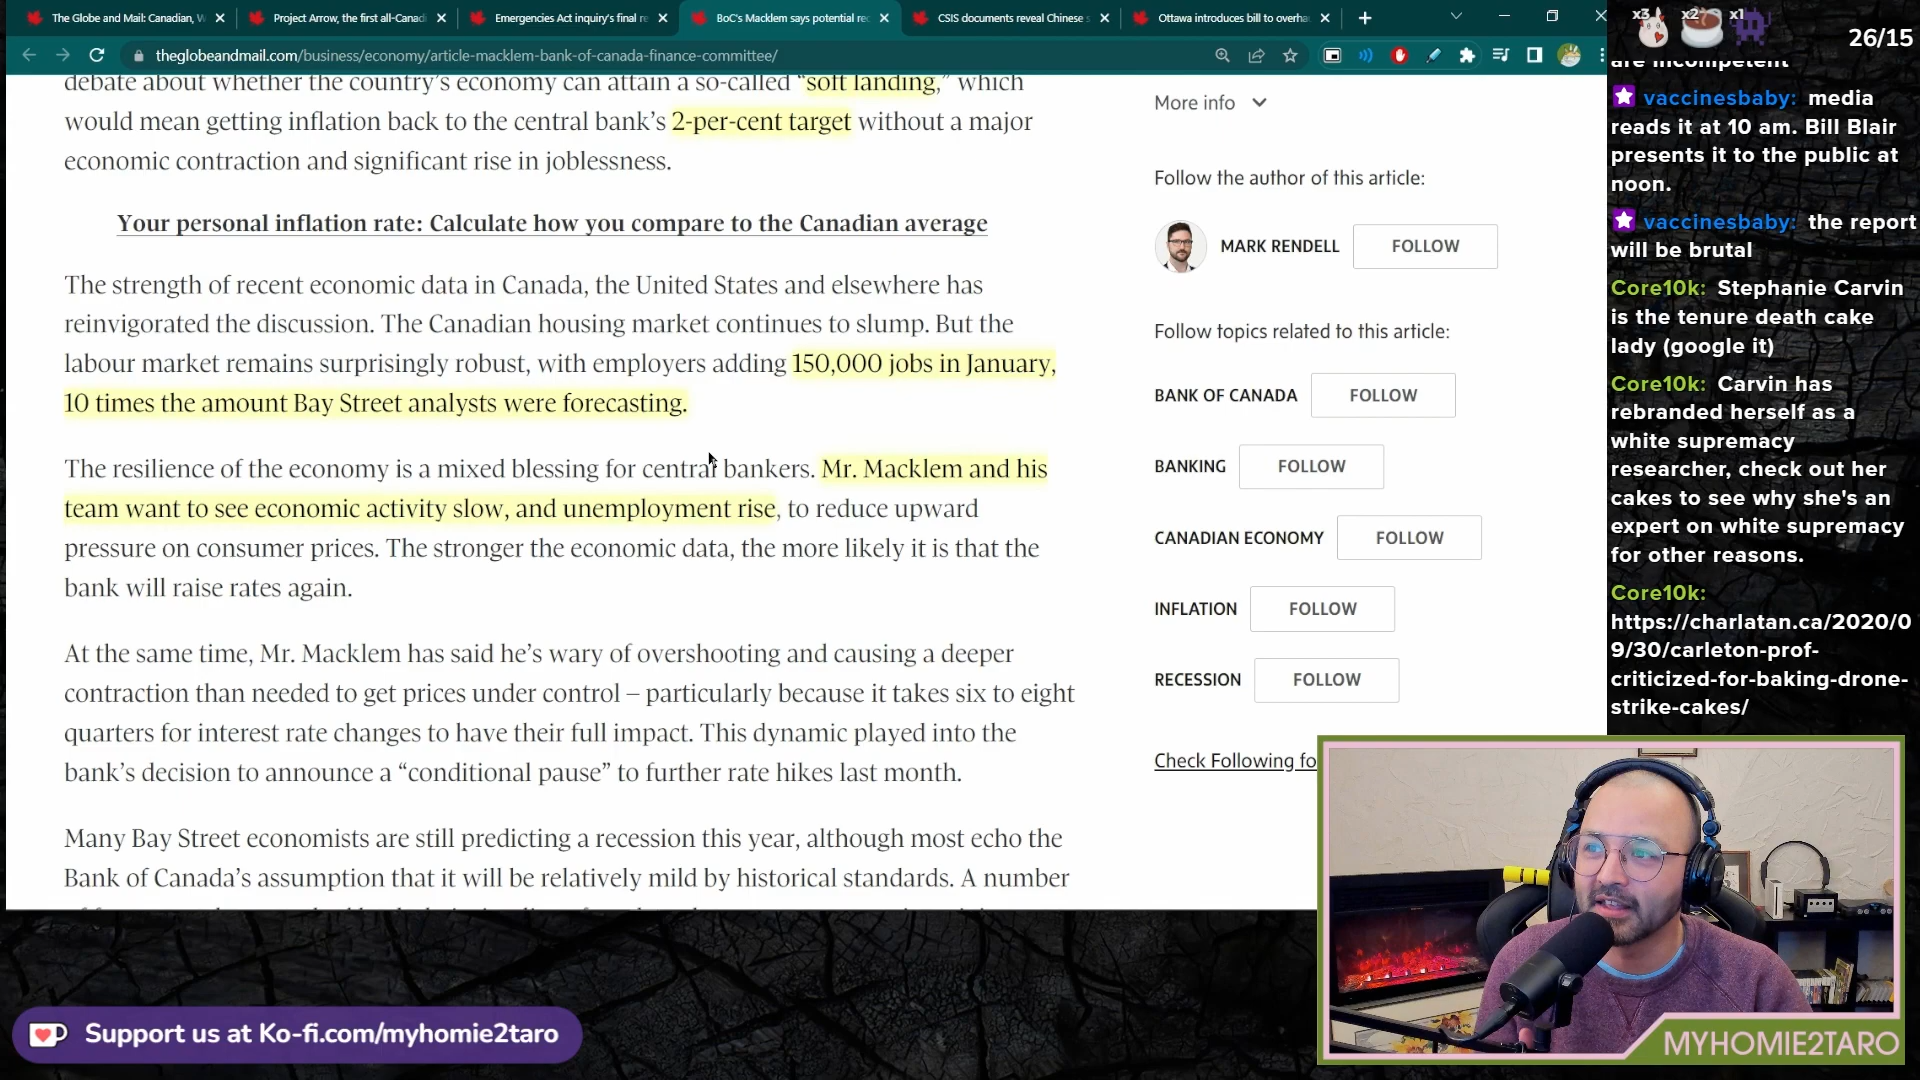 The Globe and Mail: Canadian, W
Project Arrow, the first all-Canadi
Emergencies Act inquiry's final re
BoC's Macklem says potential rec
CSIS documents reveal Chinese s
Ottawa introduces bill to overha
theglobeandmail.com/business/economy/article-macklem-bank-of-canada-finance-committee/
debate about whether the country's economy can attain a so-called “soft landing,” which
would mean getting inflation back to the central bank's 2-per-cent target without a major
economic contraction and significant rise in joblessness.
Your personal inflation rate: Calculate how you compare to the Canadian average
The strength of recent economic data in Canada, the United States and elsewhere has
reinvigorated the discussion. The Canadian housing market continues to slump. But the
labour market remains surprisingly robust, with employers adding 150,000 jobs in January,
10 times the amount Bay Street analysts were forecasting.
The resilience of the economy is a mixed blessing for central bankers. Mr. Macklem and his
team want to see economic activity slow, and unemployment rise, to reduce upward
pressure on consumer prices. The stronger the economic data, the more likely it is that the
bank will raise rates again.
At the same time, Mr. Macklem has said he's wary of overshooting and causing a deeper
contraction than needed to get prices under control – particularly because it takes six to eight
quarters for interest rate changes to have their full impact. This dynamic played into the
bank's decision to announce a “conditional pause” to further rate hikes last month.
Many Bay Street economists are still predicting a recession this year, although most echo the
Bank of Canada's assumption that it will be relatively mild by historical standards. A number
More info
Follow the author of this article:
MARK RENDELL FOLLOW
Follow topics related to this article:
BANK OF CANADA FOLLOW
BANKING FOLLOW
CANADIAN ECONOMY FOLLOW
INFLATION FOLLOW
RECESSION FOLLOW
Check Following fo
x3 x2 x1
26/15
are incompetent
vaccinesbaby: media
reads it at 10 am. Bill Blair
presents it to the public at
noon.
vaccinesbaby: the report
will be brutal
Core10k: Stephanie Carvin
is the tenure death cake
lady (google it)
Core10k: Carvin has
rebranded herself as a
white supremacy
researcher, check out her
cakes to see why she's an
expert on white supremacy
for other reasons.
Core10k:
https://charlatan.ca/2020/0
9/30/carleton-prof-
criticized-for-baking-drone-
strike-cakes/
Support us at Ko-fi.com/myhomie2taro
MYHOMIE2TARO